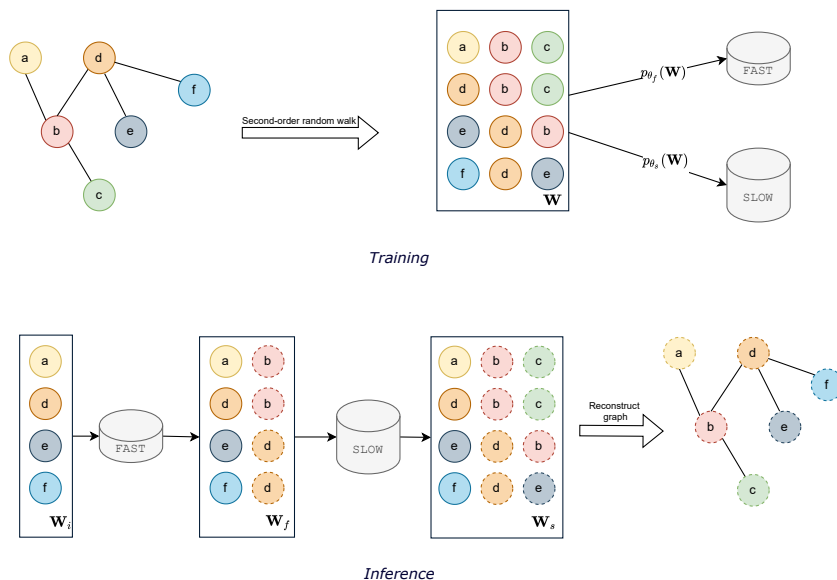 a
d
f
b
e
c
Second-order random walk
a b c
d b c
e d b
f d e
W
p_{θ_f}(W)
FAST
p_{θ_s}(W)
SLOW
Training
a
d
e
f
W_i
FAST
a b
d b
e d
f d
W_f
SLOW
a b c
d b c
e d b
f d e
W_s
Reconstruct
graph
a
d
f
b
e
c
Inference